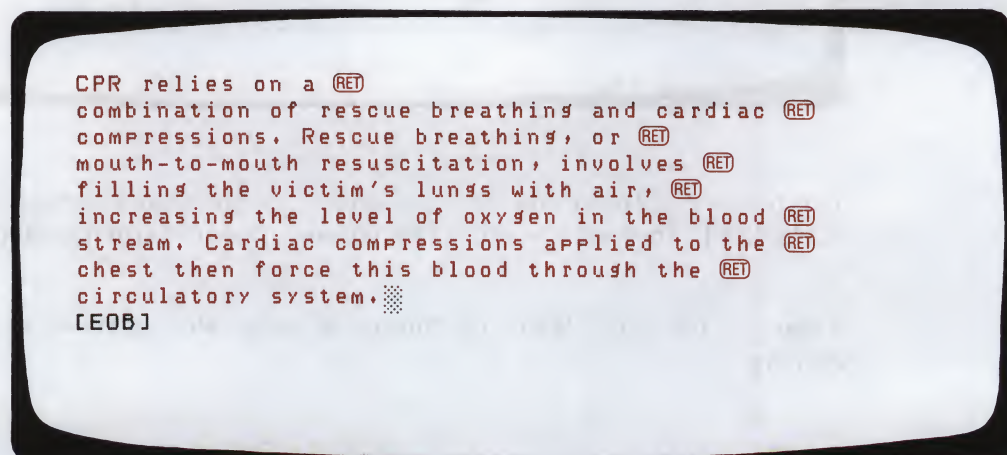 CPR relies on a RET
combination of rescue breathing and cardiac RET
compressions. Rescue breathing, or RET
mouth-to-mouth resuscitation, involves RET
filling the victim's lungs with air, RET
increasing the level of oxygen in the blood RET
stream. Cardiac compressions applied to the RET
chest then force this blood through the RET
circulatory system.
[EOB]